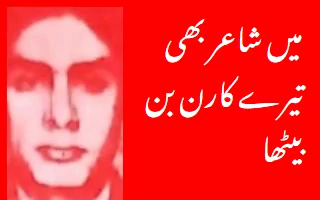 میں شاعر بھی
تیرے کارن بن
بیٹھا